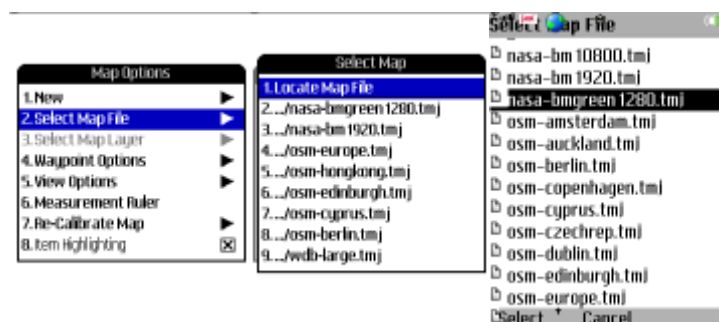 Map Options
1.New
2.Select Map File
3.Select Map Layer
4.Waypoint Options
5.View Options
6.Measurement Ruler
7.Re-Calibrate Map
8.Item Highlighting
Select Map
1.Locate Map File
2..../nasa-bmgreen1280.tmj
3..../nasa-bm1920.tmj
4..../osm-europe.tmj
5..../osm-hongkong.tmj
6..../osm-edinburgh.tmj
7..../osm-cyprus.tmj
8..../osm-berlin.tmj
9..../wdb-large.tmj
Select Map File
nasa-bm10800.tmj
nasa-bm1920.tmj
nasa-bmgreen1280.tmj
osm-amsterdam.tmj
osm-auckland.tmj
osm-berlin.tmj
osm-copenhagen.tmj
osm-cyprus.tmj
osm-czechrep.tmj
osm-dublin.tmj
osm-edinburgh.tmj
osm-europe.tmj
Select Cancel